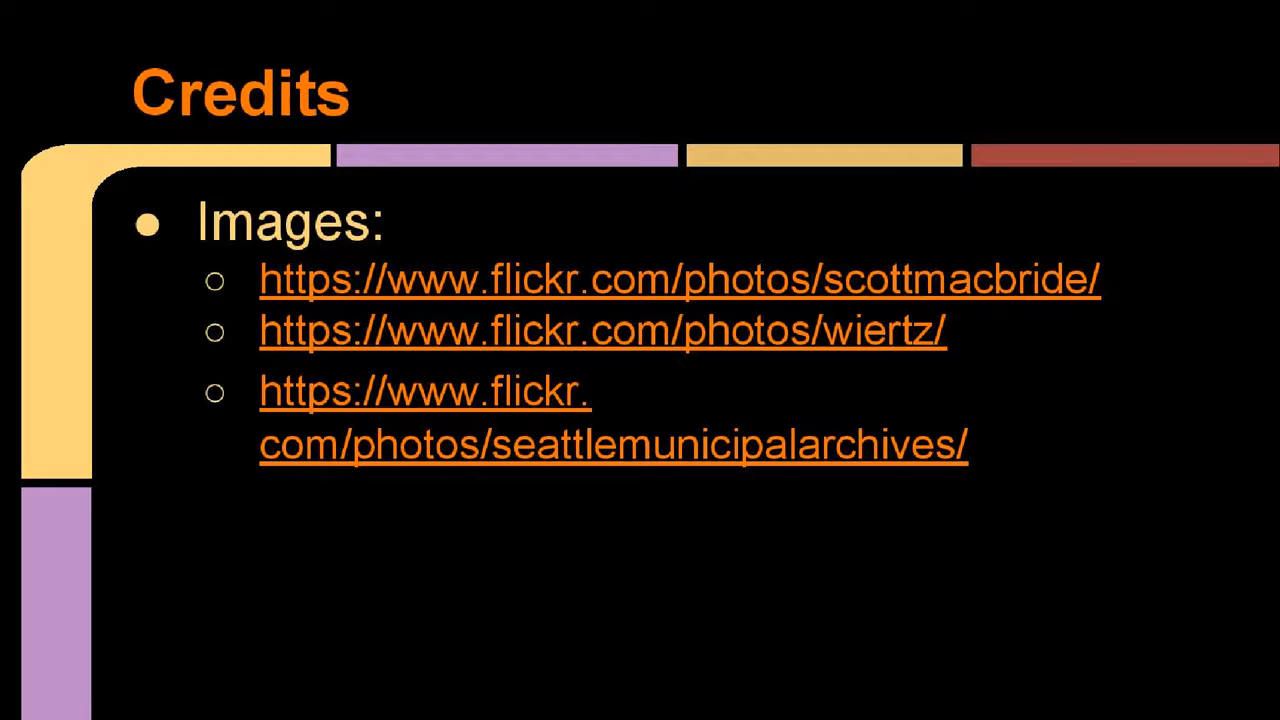 Credits
● Images:
○ https://www.flickr.com/photos/scottmacbride/
○ https://www.flickr.com/photos/wiertz/
○ https://www.flickr.
com/photos/seattlemunicipalarchives/